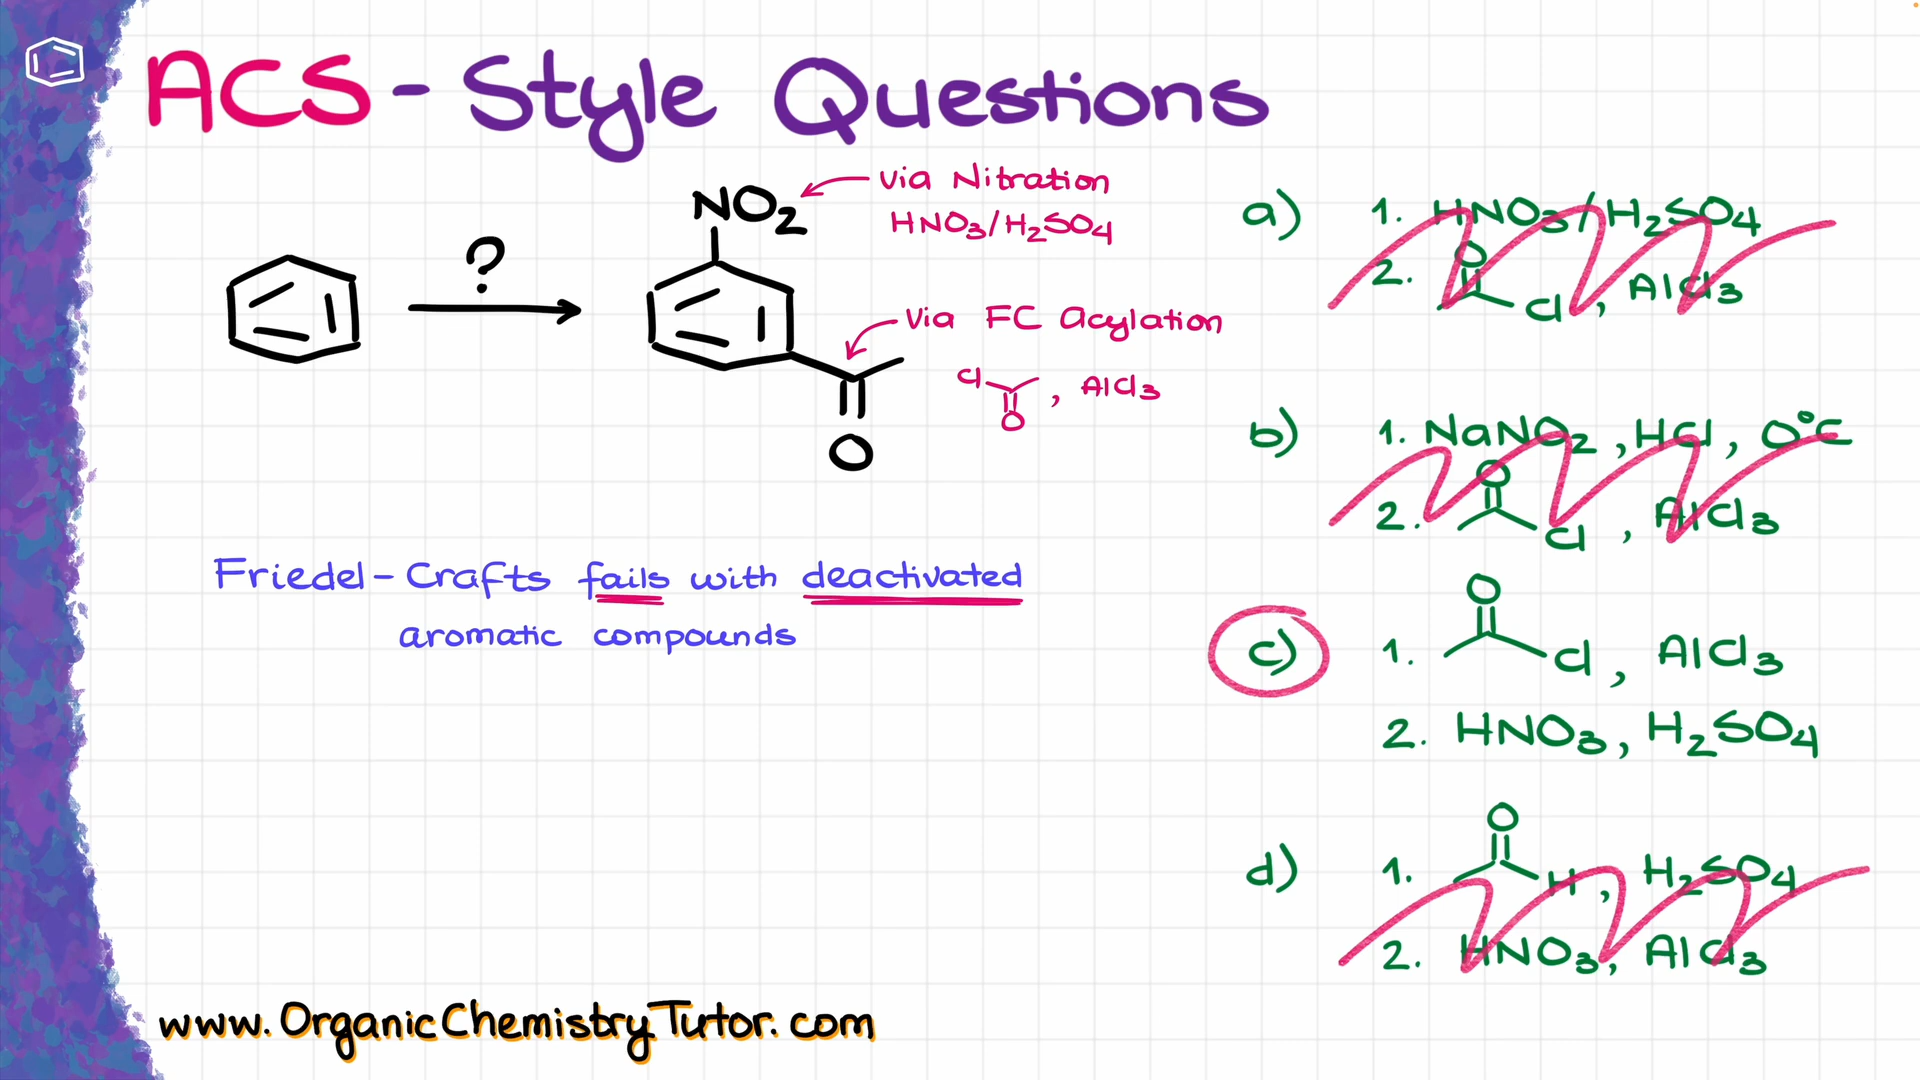 ACS-Style Questions
NO2
via Nitration
HNO3/H2SO4
?
via FC Acylation
Cl O , AlCl3
O
Friedel-Crafts fails with deactivated
aromatic compounds
a) 1. HNO3/H2SO4
2. O Cl , AlCl3
b) 1. NaNO2 , HCl , 0°C
2. O Cl , AlCl3
c) 1. O Cl , AlCl3
2. HNO3, H2SO4
d) 1. O H , H2SO4
2. HNO3, AlCl3
www.OrganicChemistryTutor.com